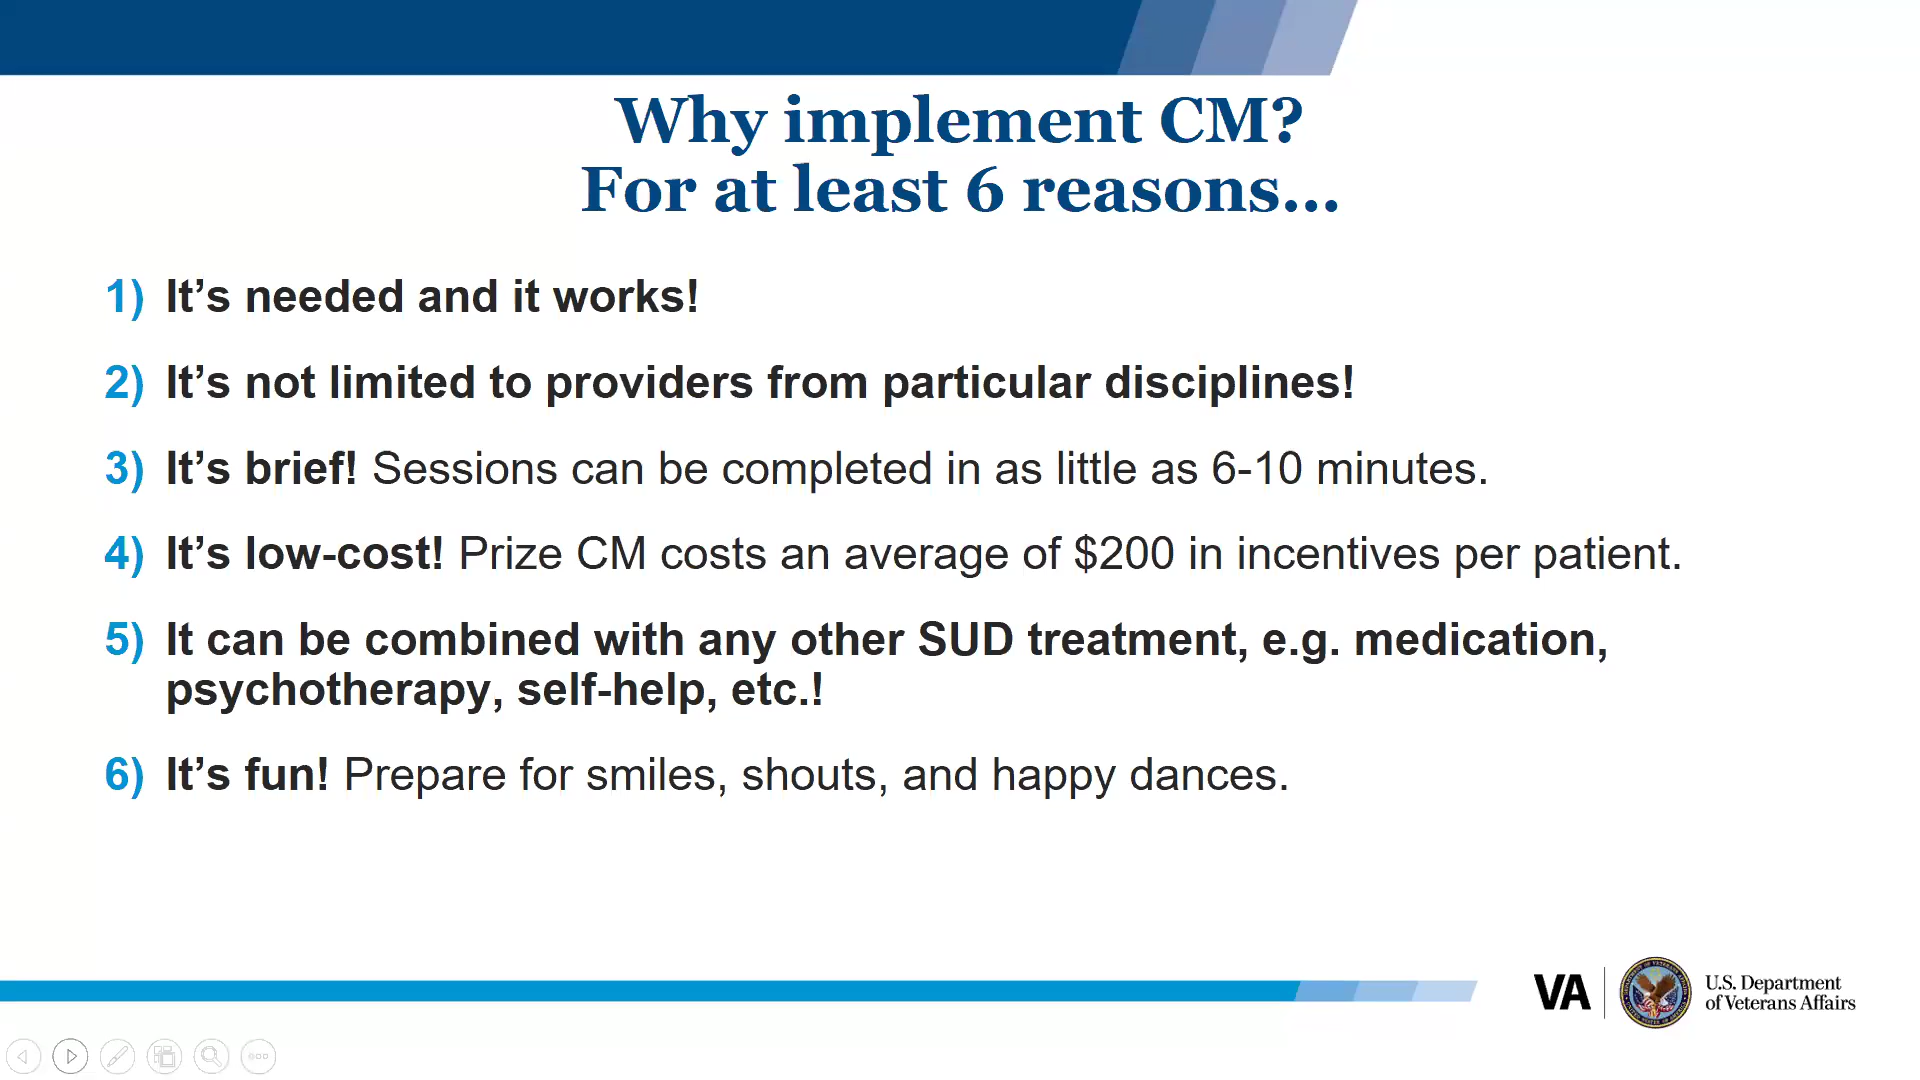 Why implement CM?
For at least 6 reasons...
1) It’s needed and it works!
2) It’s not limited to providers from particular disciplines!
3) It’s brief! Sessions can be completed in as little as 6-10 minutes.
4) It’s low-cost! Prize CM costs an average of $200 in incentives per patient.
5) It can be combined with any other SUD treatment, e.g. medication,
psychotherapy, self-help, etc.!
6) It’s fun! Prepare for smiles, shouts, and happy dances.
VA
U.S. Department
of Veterans Affairs